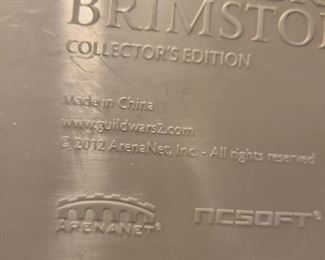 BRIMSTO
COLLECTOR'S EDITION
Made in China
www.guildwars2.com
© 2012 ArenaNet, Inc. - All rights reserved
ARENANET®
NCSOFT®